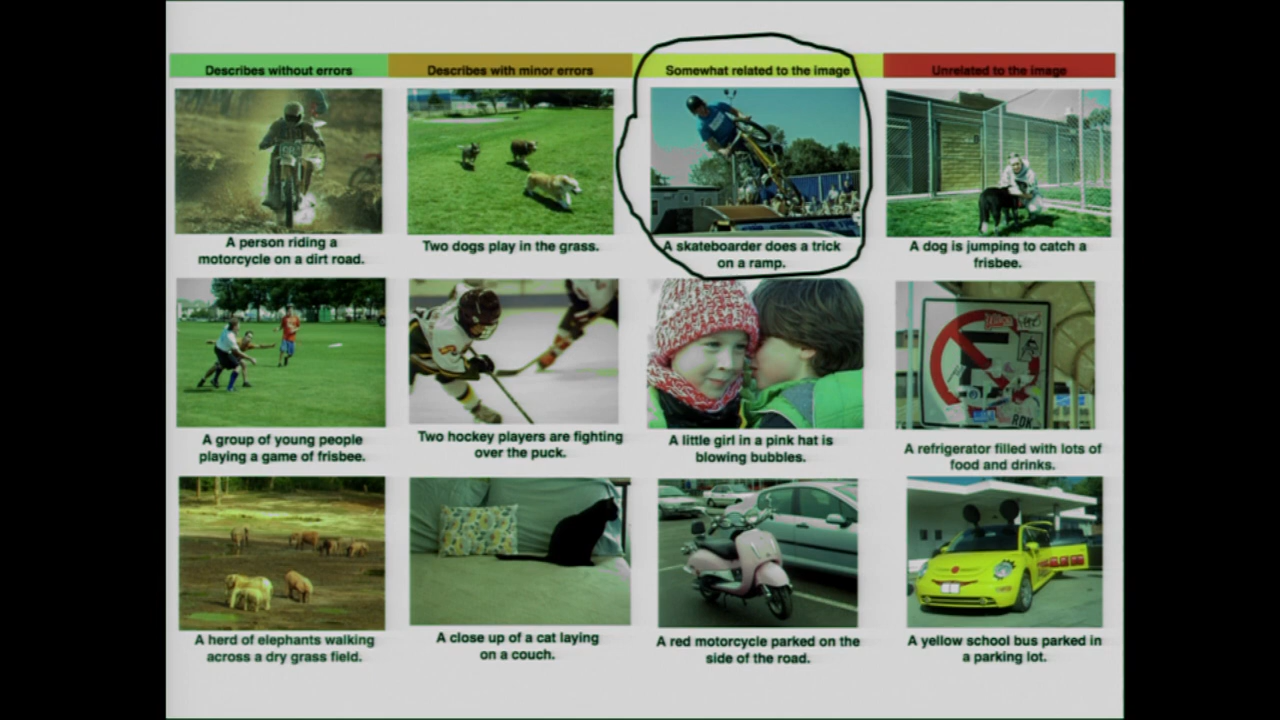 Describes without errors
Describes with minor errors
Somewhat related to the image
Unrelated to the image
A person riding a
motorcycle on a dirt road.
Two dogs play in the grass.
A skateboarder does a trick
on a ramp.
A dog is jumping to catch a
frisbee.
A group of young people
playing a game of frisbee.
Two hockey players are fighting
over the puck.
A little girl in a pink hat is
blowing bubbles.
RDK
A refrigerator filled with lots of
food and drinks.
A herd of elephants walking
across a dry grass field.
A close up of a cat laying
on a couch.
A red motorcycle parked on the
side of the road.
A yellow school bus parked in
a parking lot.